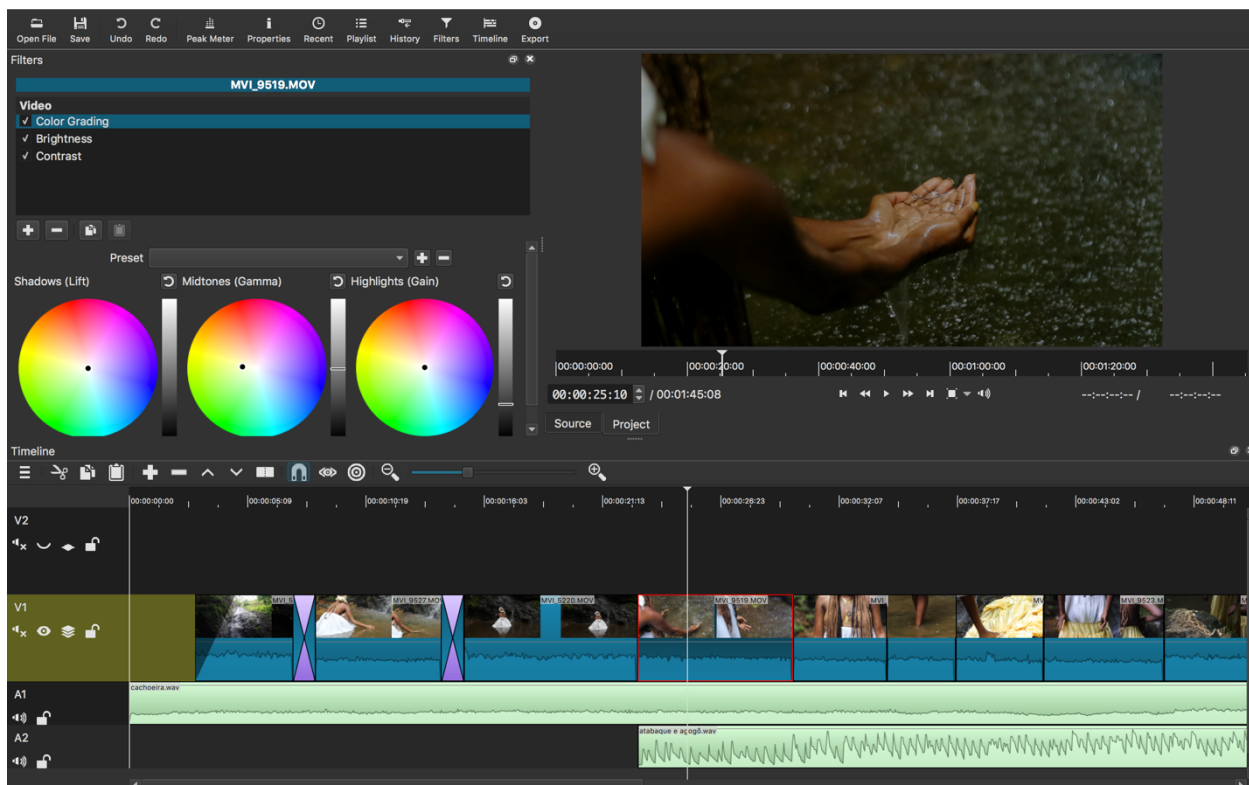 Open File Save Undo Redo Peak Meter Properties Recent Playlist History Filters Timeline Export
Filters
MVI_9519.MOV
Video
Color Grading
Brightness
Contrast
Preset
Shadows (Lift) Midtones (Gamma) Highlights (Gain)
00:00:00:00 00:00:20:00 00:00:40:00 00:01:00:00 00:01:20:00
00:00:25:10 / 00:01:45:08 --:--:--:-- / --:--:--:--
Source Project
Timeline
00:00:00:00 00:00:05:09 00:00:10:19 00:00:16:03 00:00:21:13 00:00:26:23 00:00:32:07 00:00:37:17 00:00:43:02 00:00:48:11
V2
V1
MVI_5 MVI_9527.MOV MVI_5220.MOV MVI_9519.MOV MVI MV MVI_9523.M M
A1
cachoeira.wav
A2
atabaque e agogô.wav